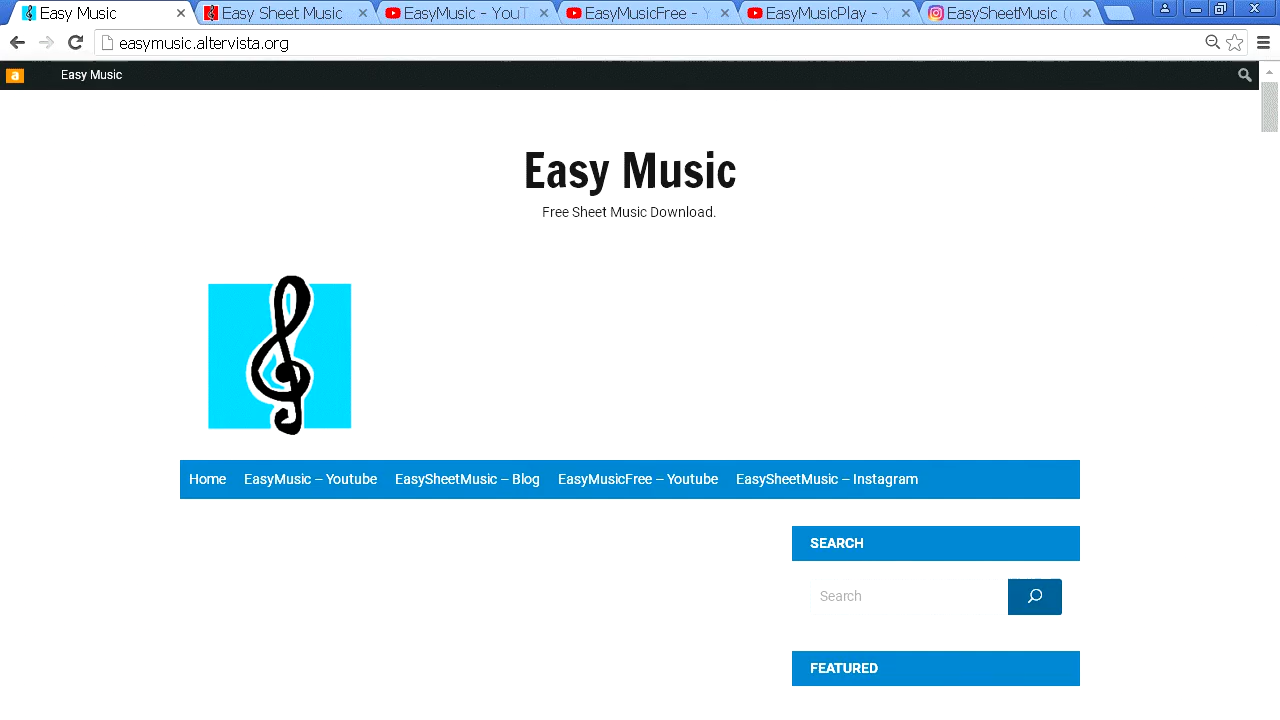 Easy Music
Easy Sheet Music
EasyMusic - YouT
EasyMusicFree - Y
EasyMusicPlay - Y
EasySheetMusic (@
easymusic.altervista.org
a
Easy Music
Easy Music
Free Sheet Music Download.
Home EasyMusic – Youtube EasySheetMusic – Blog EasyMusicFree – Youtube EasySheetMusic – Instagram
SEARCH
Search
FEATURED